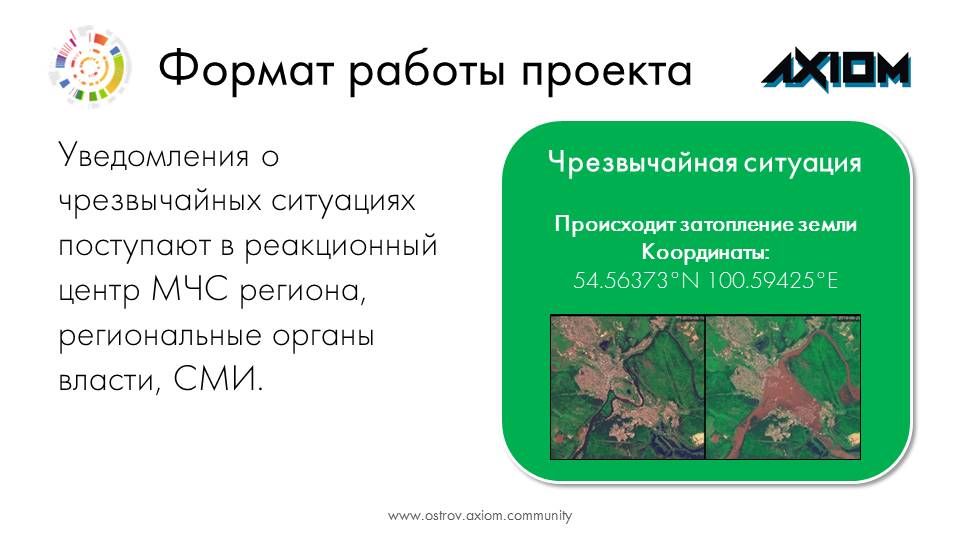 Формат работы проекта
AXIOM
Уведомления о
чрезвычайных ситуациях
поступают в реакционный
центр МЧС региона,
региональные органы
власти, СМИ.
Чрезвычайная ситуация
Происходит затопление земли
Координаты:
54.56373°N 100.59425°E
www.ostrov.axiom.community